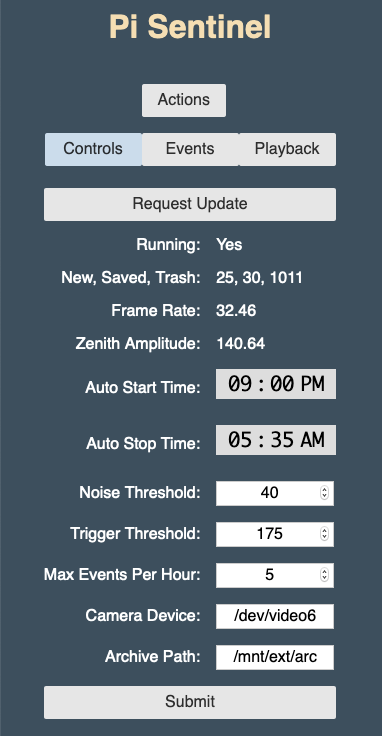 Pi Sentinel
Actions
Controls Events Playback
Request Update
Running: Yes
New, Saved, Trash: 25, 30, 1011
Frame Rate: 32.46
Zenith Amplitude: 140.64
Auto Start Time: 09:00 PM
Auto Stop Time: 05:35 AM
Noise Threshold: 40
Trigger Threshold: 175
Max Events Per Hour: 5
Camera Device: /dev/video6
Archive Path: /mnt/ext/arc
Submit